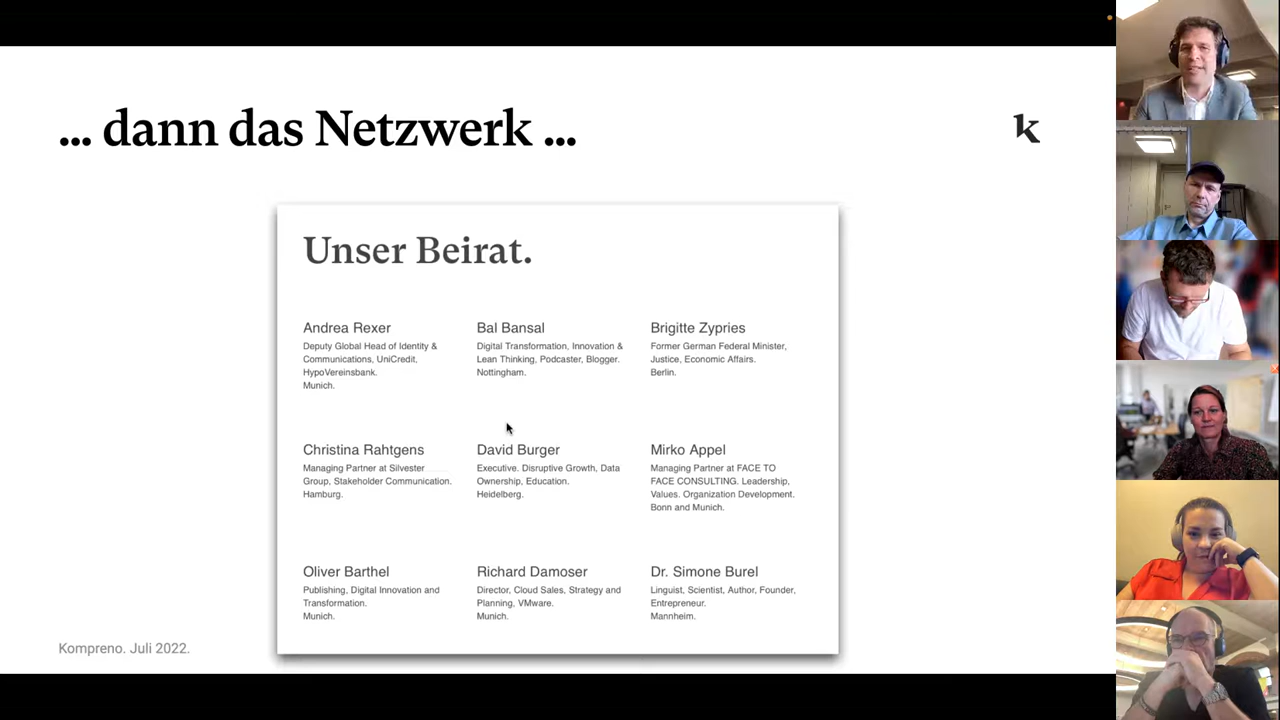 ... dann das Netzwerk ...
k
Unser Beirat.
Andrea Rexer
Deputy Global Head of Identity &
Communications, UniCredit,
HypoVereinsbank.
Munich.
Bal Bansal
Digital Transformation, Innovation &
Lean Thinking, Podcaster, Blogger.
Nottingham.
Brigitte Zypries
Former German Federal Minister,
Justice, Economic Affairs.
Berlin.
Christina Rahtgens
Managing Partner at Silvester
Group, Stakeholder Communication.
Hamburg.
David Burger
Executive. Disruptive Growth, Data
Ownership, Education.
Heidelberg.
Mirko Appel
Managing Partner at FACE TO
FACE CONSULTING. Leadership,
Values. Organization Development.
Bonn and Munich.
Oliver Barthel
Publishing, Digital Innovation and
Transformation.
Munich.
Richard Damoser
Director, Cloud Sales, Strategy and
Planning, VMware.
Munich.
Dr. Simone Burel
Linguist, Scientist, Author, Founder,
Entrepreneur.
Mannheim.
Kompreno. Juli 2022.